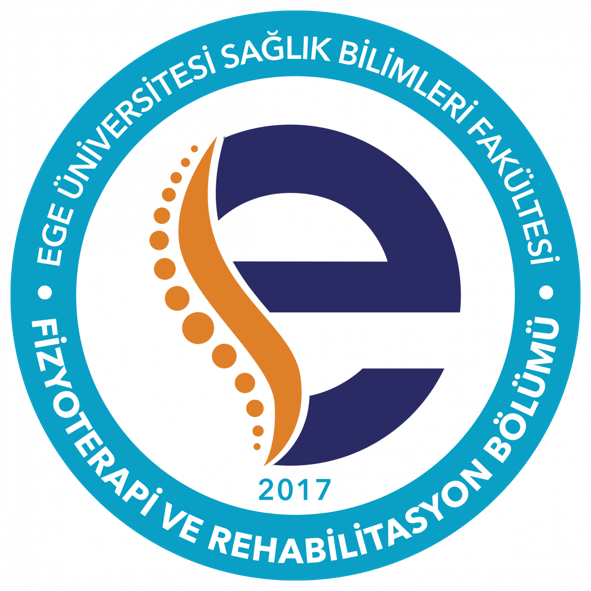 EGE ÜNİVERSİTESİ SAĞLIK BİLİMLERİ FAKÜLTESİ
e
2017
• FİZYOTERAPİ VE REHABİLİTASYON BÖLÜMÜ •